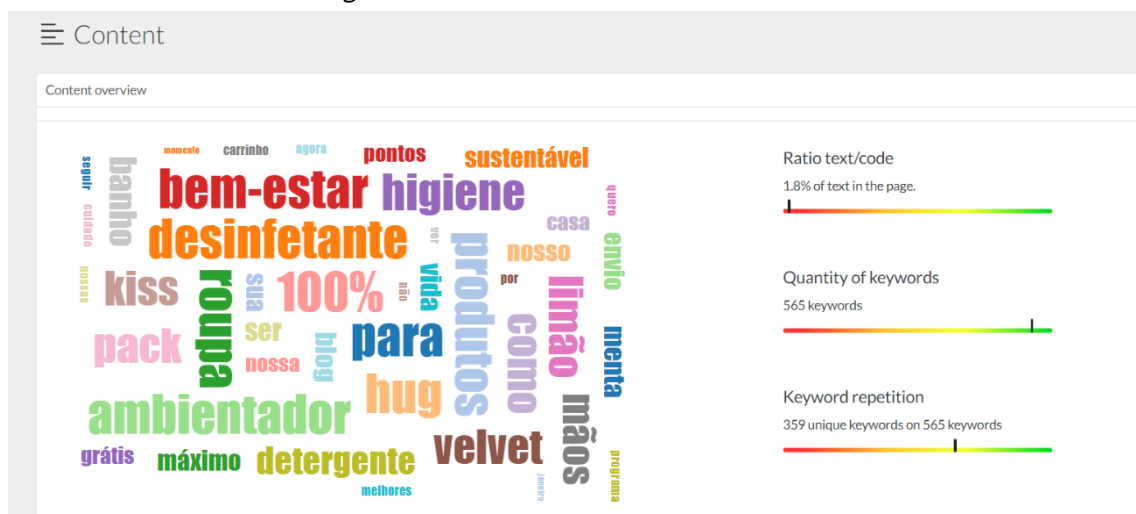 Content
Content overview
momento carrinho agora pontos sustentável
seguir banho bem-estar higiene quero
cuidado desinfetante ver casa
nosso envio
nossas kiss roupa sua 100% não vida produtos por limão
pack ser nossa blog para como menta
ambientador hug mãos
grátis máximo detergente velvet janeiro programa
melhores
Ratio text/code
1.8% of text in the page.
Quantity of keywords
565 keywords
Keyword repetition
359 unique keywords on 565 keywords